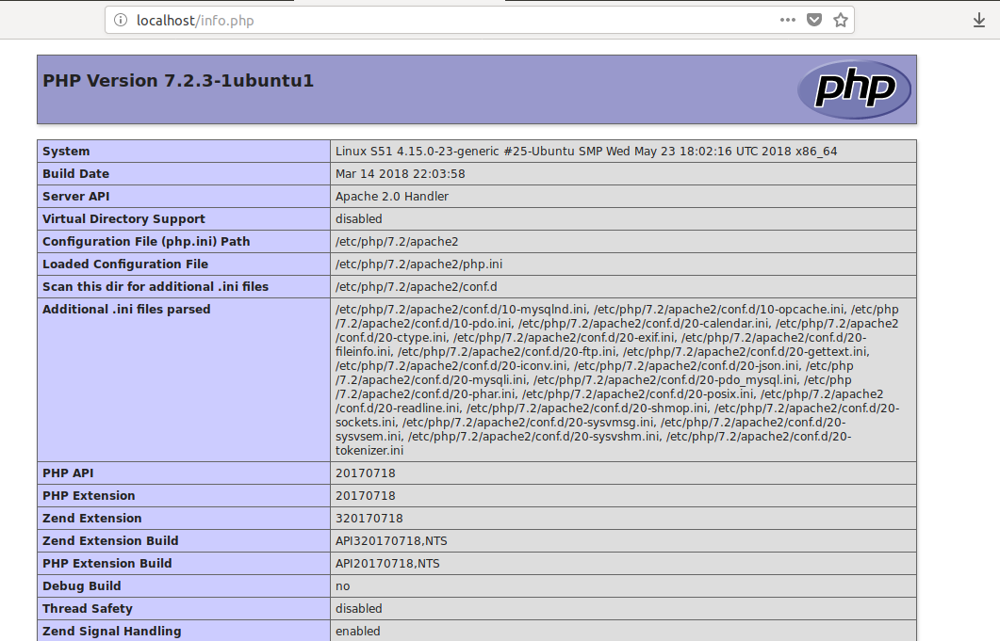 localhost/info.php
PHP Version 7.2.3-1ubuntu1
php
System Linux S51 4.15.0-23-generic #25-Ubuntu SMP Wed May 23 18:02:16 UTC 2018 x86_64
Build Date Mar 14 2018 22:03:58
Server API Apache 2.0 Handler
Virtual Directory Support disabled
Configuration File (php.ini) Path /etc/php/7.2/apache2
Loaded Configuration File /etc/php/7.2/apache2/php.ini
Scan this dir for additional .ini files /etc/php/7.2/apache2/conf.d
Additional .ini files parsed /etc/php/7.2/apache2/conf.d/10-mysqlnd.ini, /etc/php/7.2/apache2/conf.d/10-opcache.ini, /etc/php
/7.2/apache2/conf.d/10-pdo.ini, /etc/php/7.2/apache2/conf.d/20-calendar.ini, /etc/php/7.2/apache2
/conf.d/20-ctype.ini, /etc/php/7.2/apache2/conf.d/20-exif.ini, /etc/php/7.2/apache2/conf.d/20-
fileinfo.ini, /etc/php/7.2/apache2/conf.d/20-ftp.ini, /etc/php/7.2/apache2/conf.d/20-gettext.ini,
/etc/php/7.2/apache2/conf.d/20-iconv.ini, /etc/php/7.2/apache2/conf.d/20-json.ini, /etc/php
/7.2/apache2/conf.d/20-mysqli.ini, /etc/php/7.2/apache2/conf.d/20-pdo_mysql.ini, /etc/php
/7.2/apache2/conf.d/20-phar.ini, /etc/php/7.2/apache2/conf.d/20-posix.ini, /etc/php/7.2/apache2
/conf.d/20-readline.ini, /etc/php/7.2/apache2/conf.d/20-shmop.ini, /etc/php/7.2/apache2/conf.d/20-
sockets.ini, /etc/php/7.2/apache2/conf.d/20-sysvmsg.ini, /etc/php/7.2/apache2/conf.d/20-
sysvsem.ini, /etc/php/7.2/apache2/conf.d/20-sysvshm.ini, /etc/php/7.2/apache2/conf.d/20-
tokenizer.ini
PHP API 20170718
PHP Extension 20170718
Zend Extension 320170718
Zend Extension Build API320170718,NTS
PHP Extension Build API20170718,NTS
Debug Build no
Thread Safety disabled
Zend Signal Handling enabled